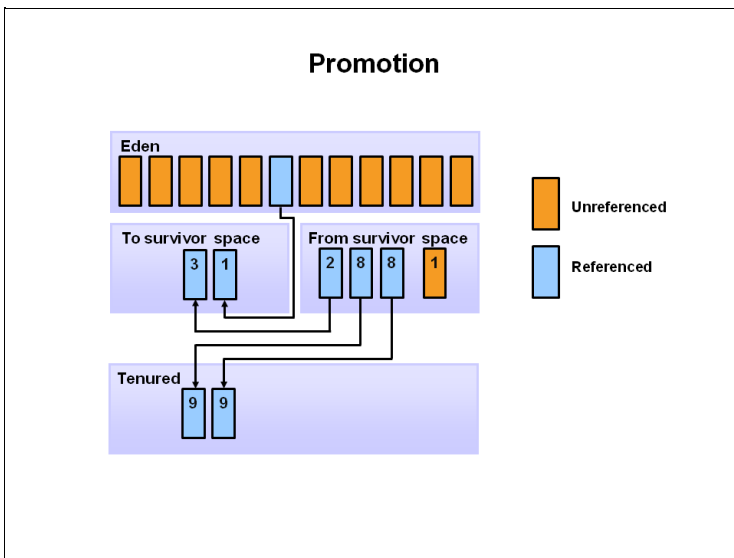 Promotion
Eden
To survivor space
From survivor space
3 1
2 8 8 1
Tenured
9 9
Unreferenced
Referenced